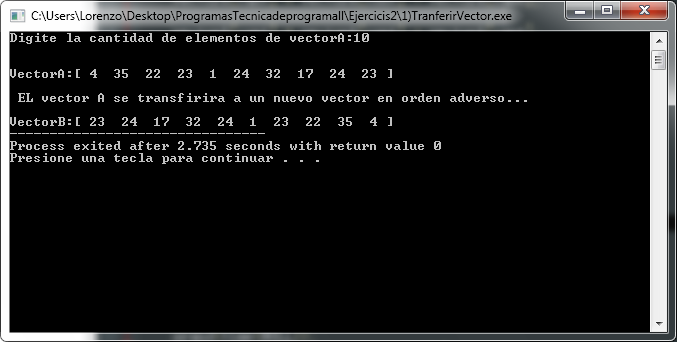 C:\Users\Lorenzo\Desktop\ProgramasTecnicadeprogramaII\Ejercicis2\1)TranferirVector.exe
Digite la cantidad de elementos de vectorA:10
VectorA:[ 4 35 22 23 1 24 32 17 24 23 ]
EL vector A se transfirira a un nuevo vector en orden adverso...
VectorB:[ 23 24 17 32 24 1 23 22 35 4 ]
--------------------------------
Process exited after 2.735 seconds with return value 0
Presione una tecla para continuar . . .